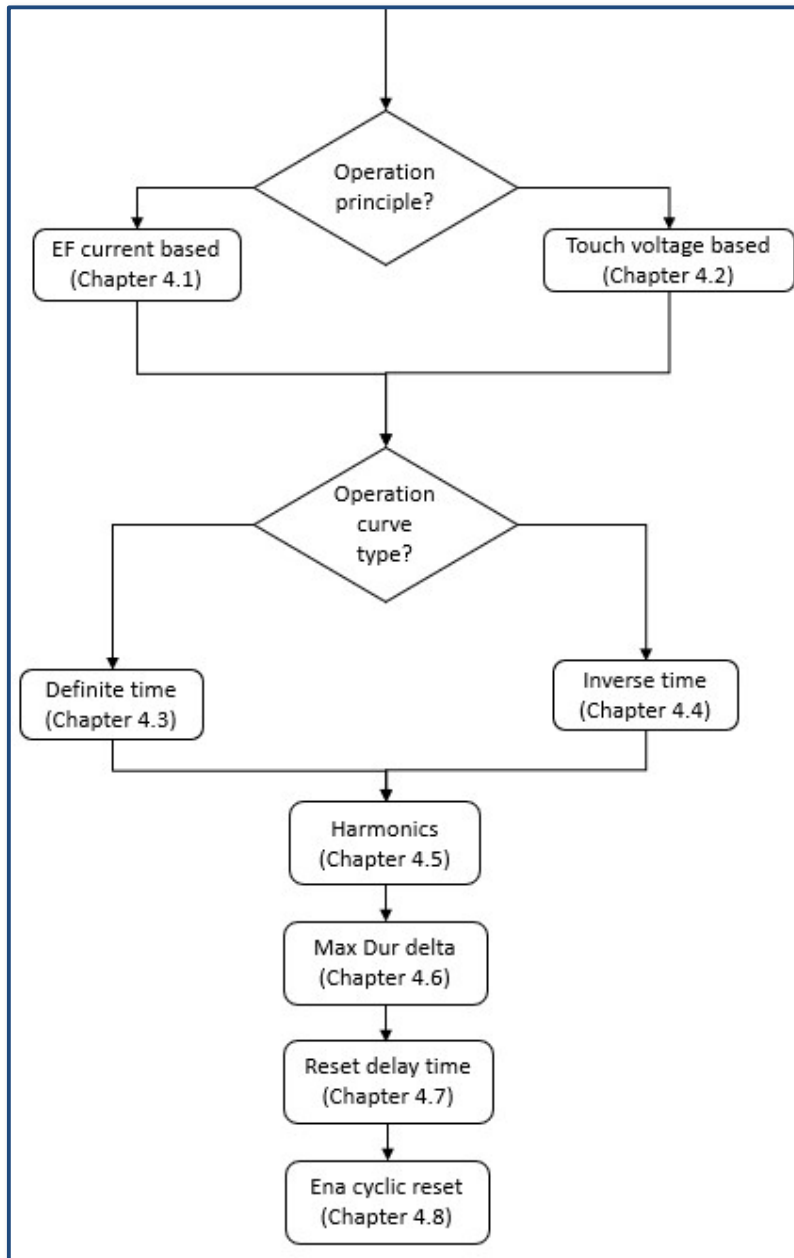 Operation
principle?
EF current based
(Chapter 4.1)
Touch voltage based
(Chapter 4.2)
Operation
curve
type?
Definite time
(Chapter 4.3)
Inverse time
(Chapter 4.4)
Harmonics
(Chapter 4.5)
Max Dur delta
(Chapter 4.6)
Reset delay time
(Chapter 4.7)
Ena cyclic reset
(Chapter 4.8)